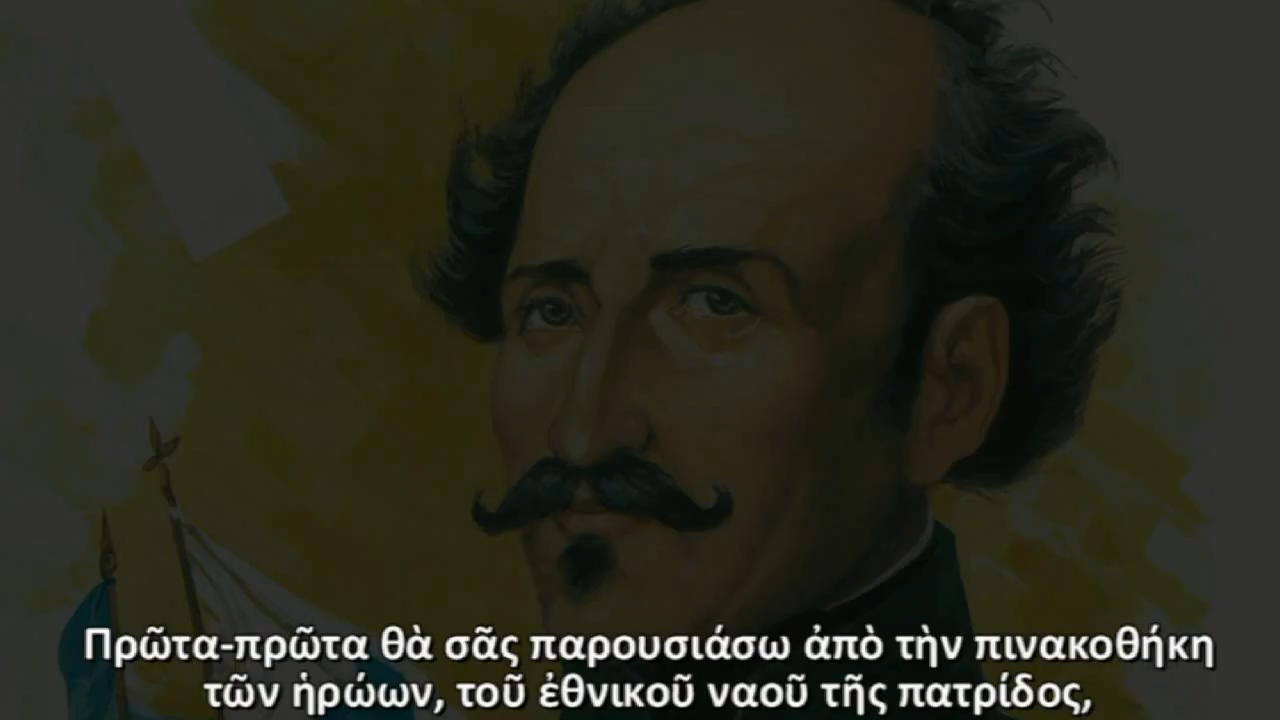 Πρῶτα-πρῶτα θὰ σᾶς παρουσιάσω ἀπὸ τὴν πινακοθήκη
τῶν ἡρώων, τοῦ ἐθνικοῦ ναοῦ τῆς πατρίδος,